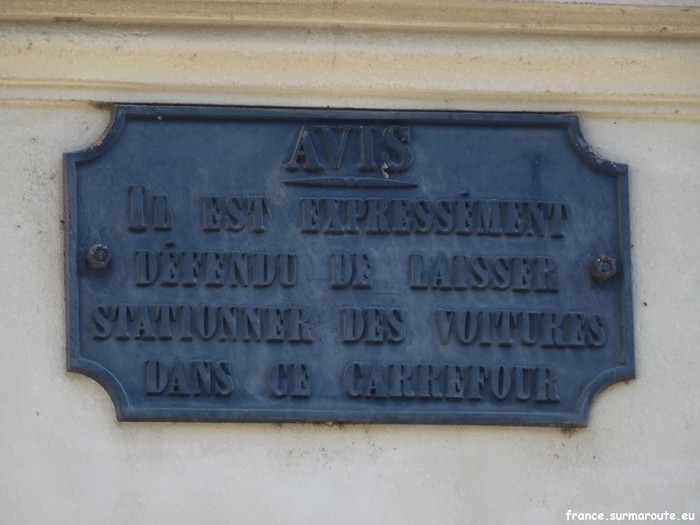 AVIS
IL EST EXPRESSÉMENT
DÉFENDU DE LAISSER
STATIONNER DES VOITURES
DANS CE CARREFOUR
france.surmaroute.eu